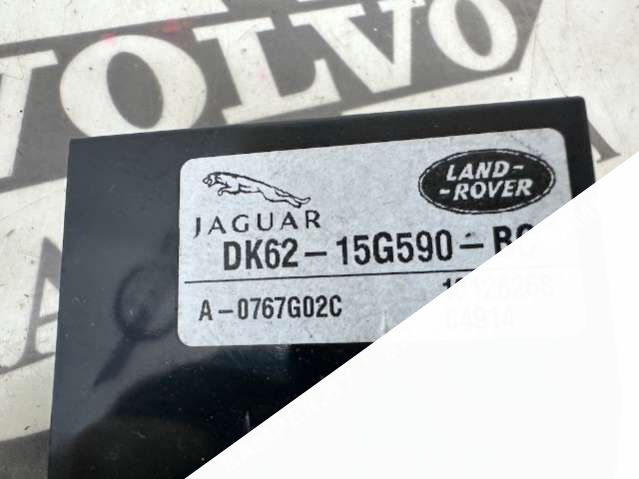 VOLVO
JAGUAR
LAND-
-ROVER
DK62-15G590-
A-0767G02C